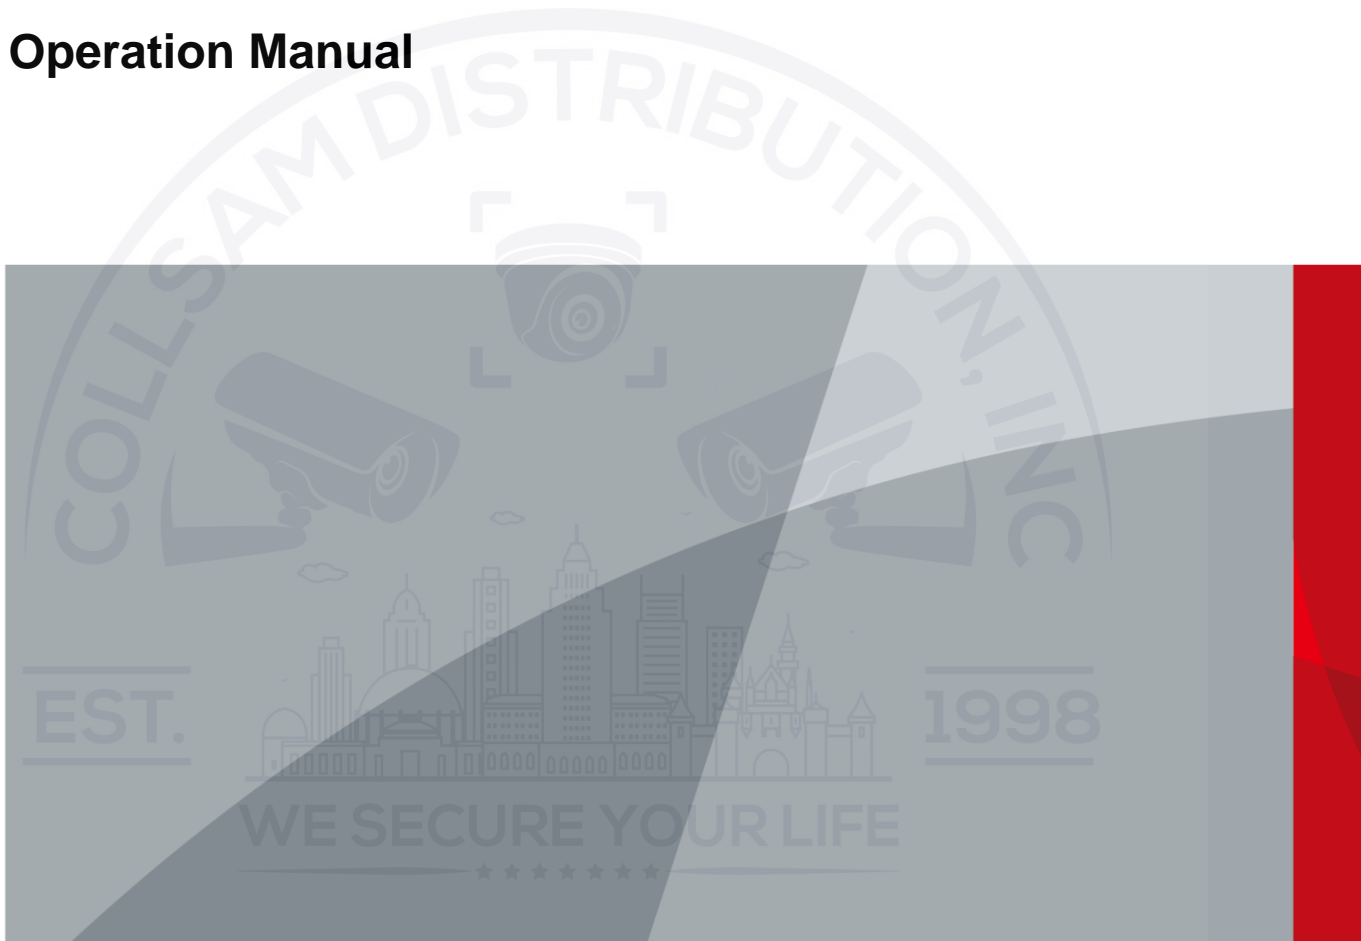 Operation Manual
COLLSAM DISTRIBUTION, INC
EST.
1998
WE SECURE YOUR LIFE